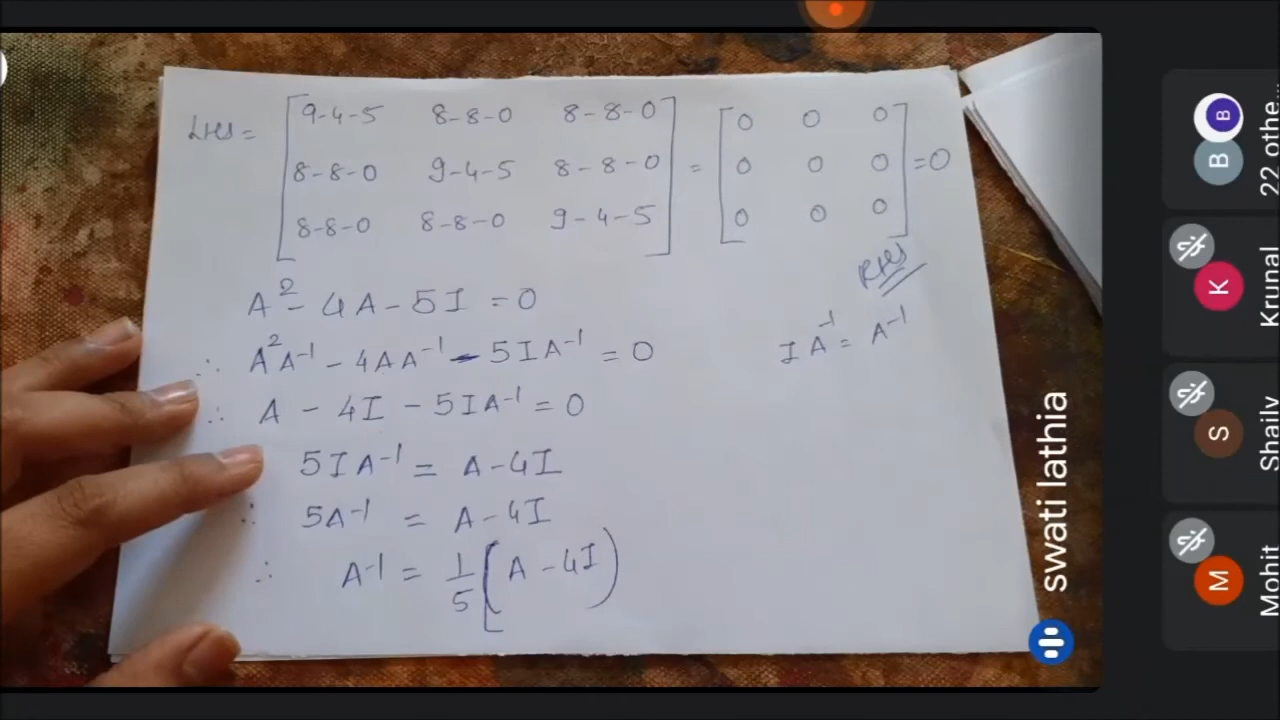 LHS = [ 9-4-5 8-8-0 8-8-0 ] = [ 0 0 0 ] = 0
8-8-0 9-4-5 8-8-0 0 0 0
8-8-0 8-8-0 9-4-5 0 0 0
RHS
A² - 4A - 5I = 0
∴ A²A⁻¹ - 4AA⁻¹ - 5IA⁻¹ = 0
IA⁻¹ = A⁻¹
∴ A - 4I - 5IA⁻¹ = 0
5IA⁻¹ = A - 4I
∴ 5A⁻¹ = A - 4I
∴ A⁻¹ = 1/5 (A - 4I)
swati lathia
B
B
22 othe...
K
Krunal
S
Shaily
M
Mohit